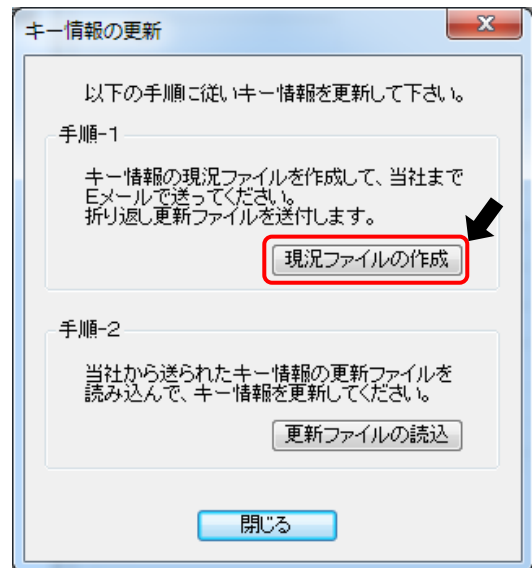 キー情報の更新
以下の手順に従いキー情報を更新して下さい。
手順-1
キー情報の現況ファイルを作成して、当社まで
Eメールで送ってください。
折り返し更新ファイルを送付します。
現況ファイルの作成
手順-2
当社から送られたキー情報の更新ファイルを
読み込んで、キー情報を更新してください。
更新ファイルの読込
閉じる